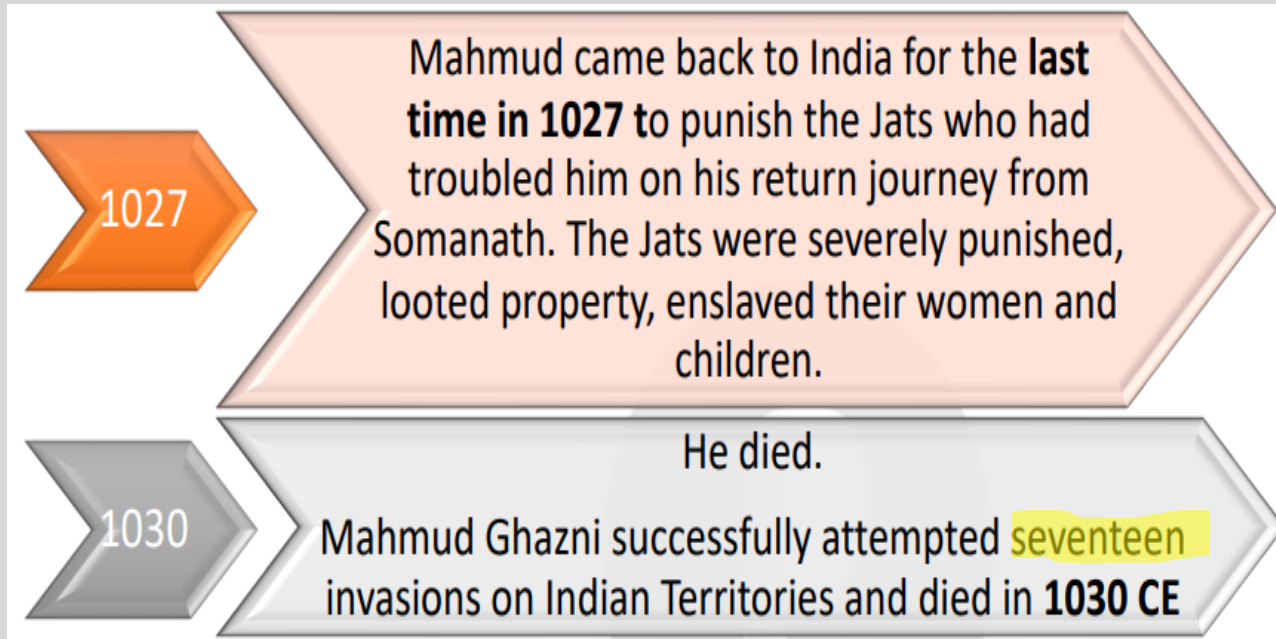 1027
Mahmud came back to India for the last
time in 1027 to punish the Jats who had
troubled him on his return journey from
Somanath. The Jats were severely punished,
looted property, enslaved their women and
children.
1030
He died.
Mahmud Ghazni successfully attempted seventeen
invasions on Indian Territories and died in 1030 CE